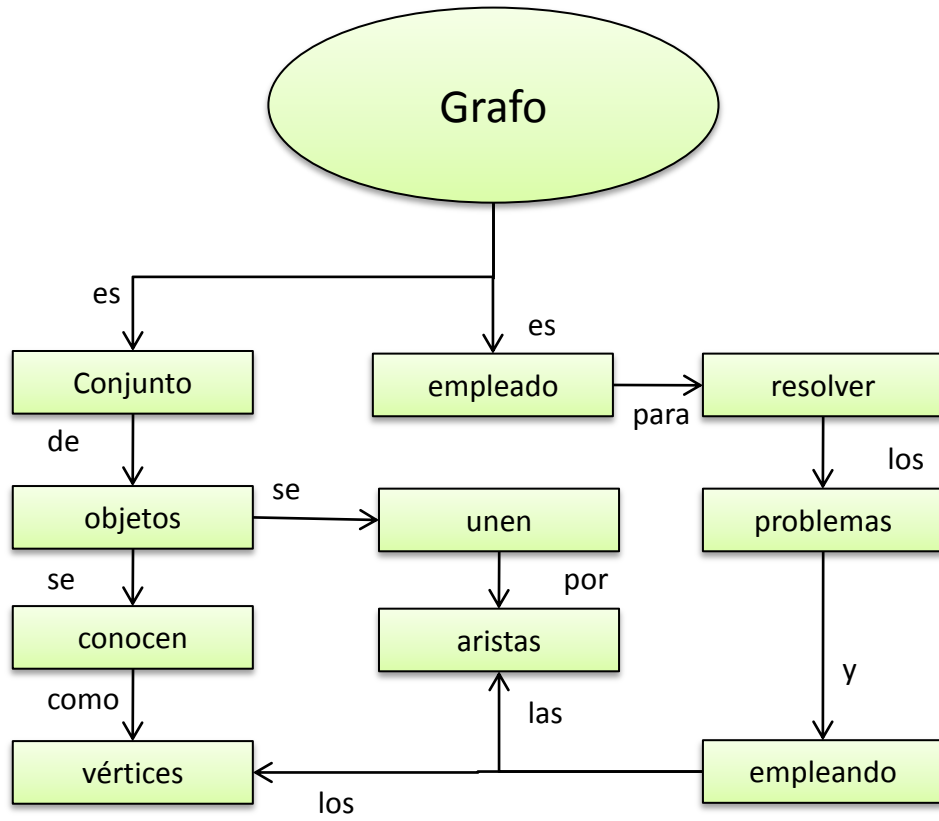 Grafo
es
es
Conjunto
empleado
resolver
para
de
los
se
objetos
unen
problemas
se
por
conocen
aristas
como
las
y
vértices
empleando
los